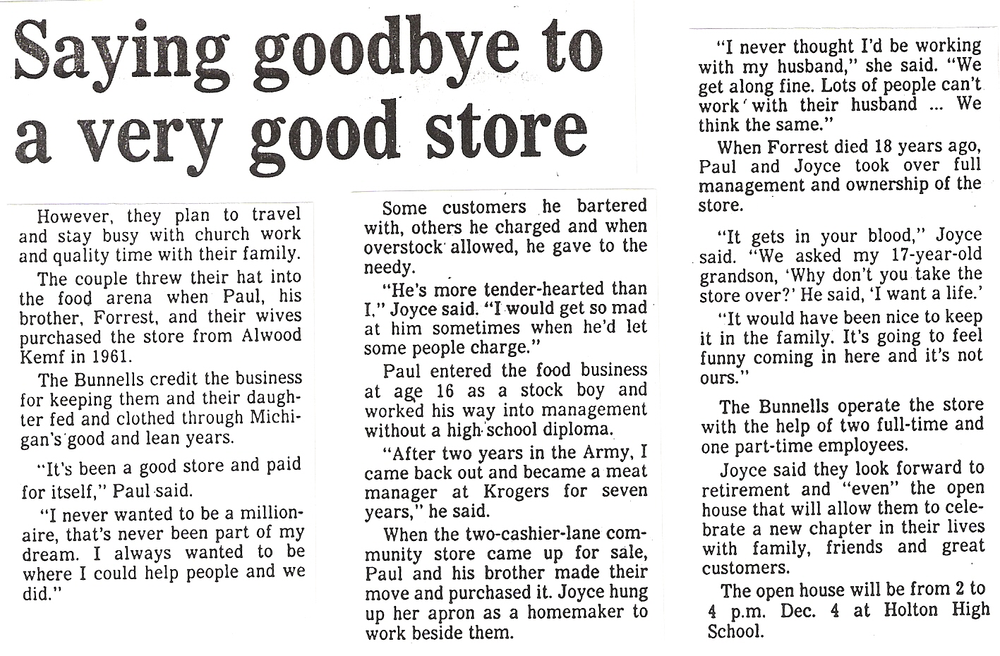 Saying goodbye to
a very good store
However, they plan to travel
and stay busy with church work
and quality time with their family.
The couple threw their hat into
the food arena when Paul, his
brother, Forrest, and their wives
purchased the store from Alwood
Kemf in 1961.
The Bunnells credit the business
for keeping them and their daugh-
ter fed and clothed through Michi-
gan's good and lean years.
"It's been a good store and paid
for itself," Paul said.
"I never wanted to be a million-
aire, that's never been part of my
dream. I always wanted to be
where I could help people and we
did."
Some customers he bartered
with, others he charged and when
overstock allowed, he gave to the
needy.
"He's more tender-hearted than
I," Joyce said. "I would get so mad
at him sometimes when he'd let
some people charge."
Paul entered the food business
at age 16 as a stock boy and
worked his way into management
without a high school diploma.
"After two years in the Army, I
came back out and became a meat
manager at Krogers for seven
years," he said.
When the two-cashier-lane com-
munity store came up for sale,
Paul and his brother made their
move and purchased it. Joyce hung
up her apron as a homemaker to
work beside them.
"I never thought I'd be working
with my husband," she said. "We
get along fine. Lots of people can't
work with their husband ... We
think the same."
When Forrest died 18 years ago,
Paul and Joyce took over full
management and ownership of the
store.
"It gets in your blood," Joyce
said. "We asked my 17-year-old
grandson, 'Why don't you take the
store over?' He said, 'I want a life.'
"It would have been nice to keep
it in the family. It's going to feel
funny coming in here and it's not
ours."
The Bunnells operate the store
with the help of two full-time and
one part-time employees.
Joyce said they look forward to
retirement and "even" the open
house that will allow them to cele-
brate a new chapter in their lives
with family, friends and great
customers.
The open house will be from 2 to
4 p.m. Dec. 4 at Holton High
School.